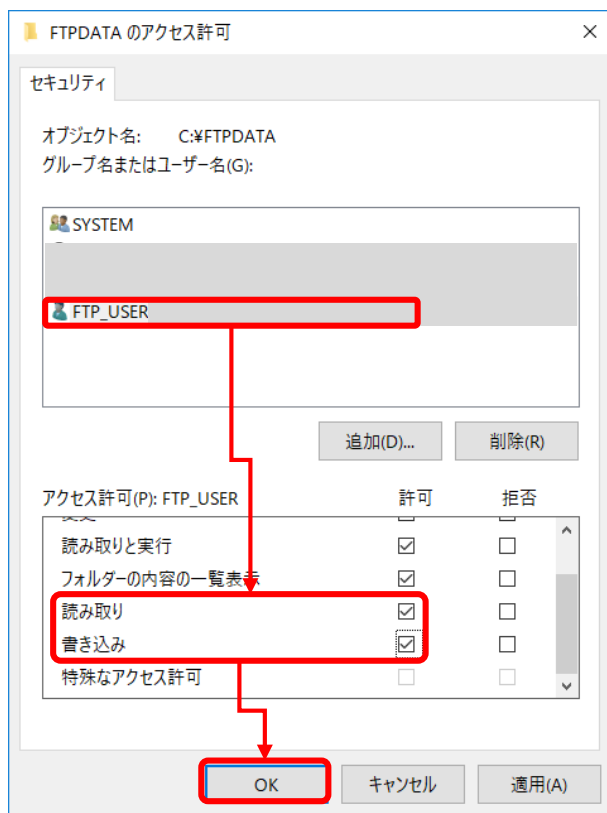 FTPDATA のアクセス許可
セキュリティ
オブジェクト名: C:¥FTPDATA
グループ名またはユーザー名(G):
SYSTEM
FTP_USER
追加(D)... 削除(R)
アクセス許可(P): FTP_USER 許可 拒否
読み取りと実行
フォルダーの内容の一覧表示
読み取り
書き込み
特殊なアクセス許可
OK キャンセル 適用(A)